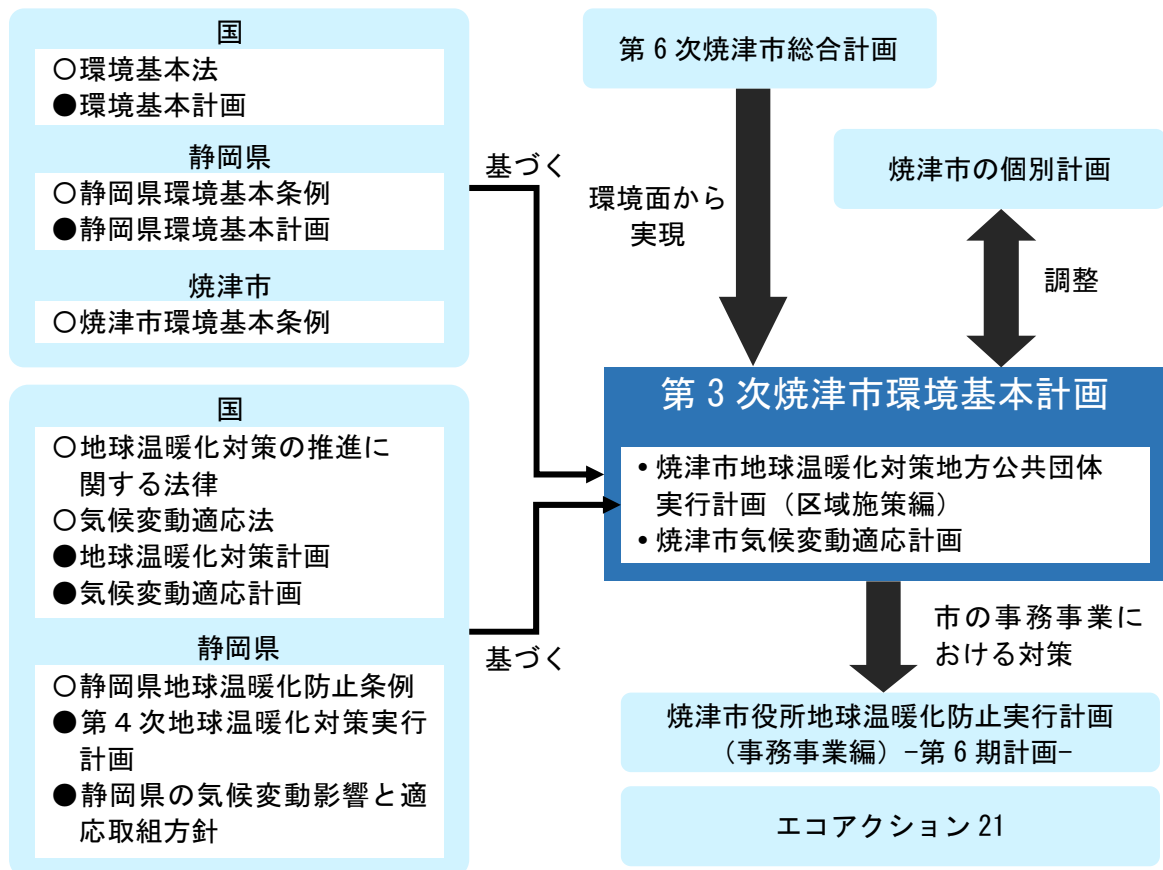 国
○環境基本法
●環境基本計画
静岡県
○静岡県環境基本条例
●静岡県環境基本計画
焼津市
○焼津市環境基本条例
基づく
国
○地球温暖化対策の推進に
関する法律
○気候変動適応法
●地球温暖化対策計画
●気候変動適応計画
静岡県
○静岡県地球温暖化防止条例
●第４次地球温暖化対策実行
計画
●静岡県の気候変動影響と適
応取組方針
基づく
第６次焼津市総合計画
環境面から
実現
焼津市の個別計画
調整
第３次焼津市環境基本計画
•焼津市地球温暖化対策地方公共団体
実行計画（区域施策編）
•焼津市気候変動適応計画
市の事務事業に
おける対策
焼津市役所地球温暖化防止実行計画
（事務事業編）-第６期計画-
エコアクション21